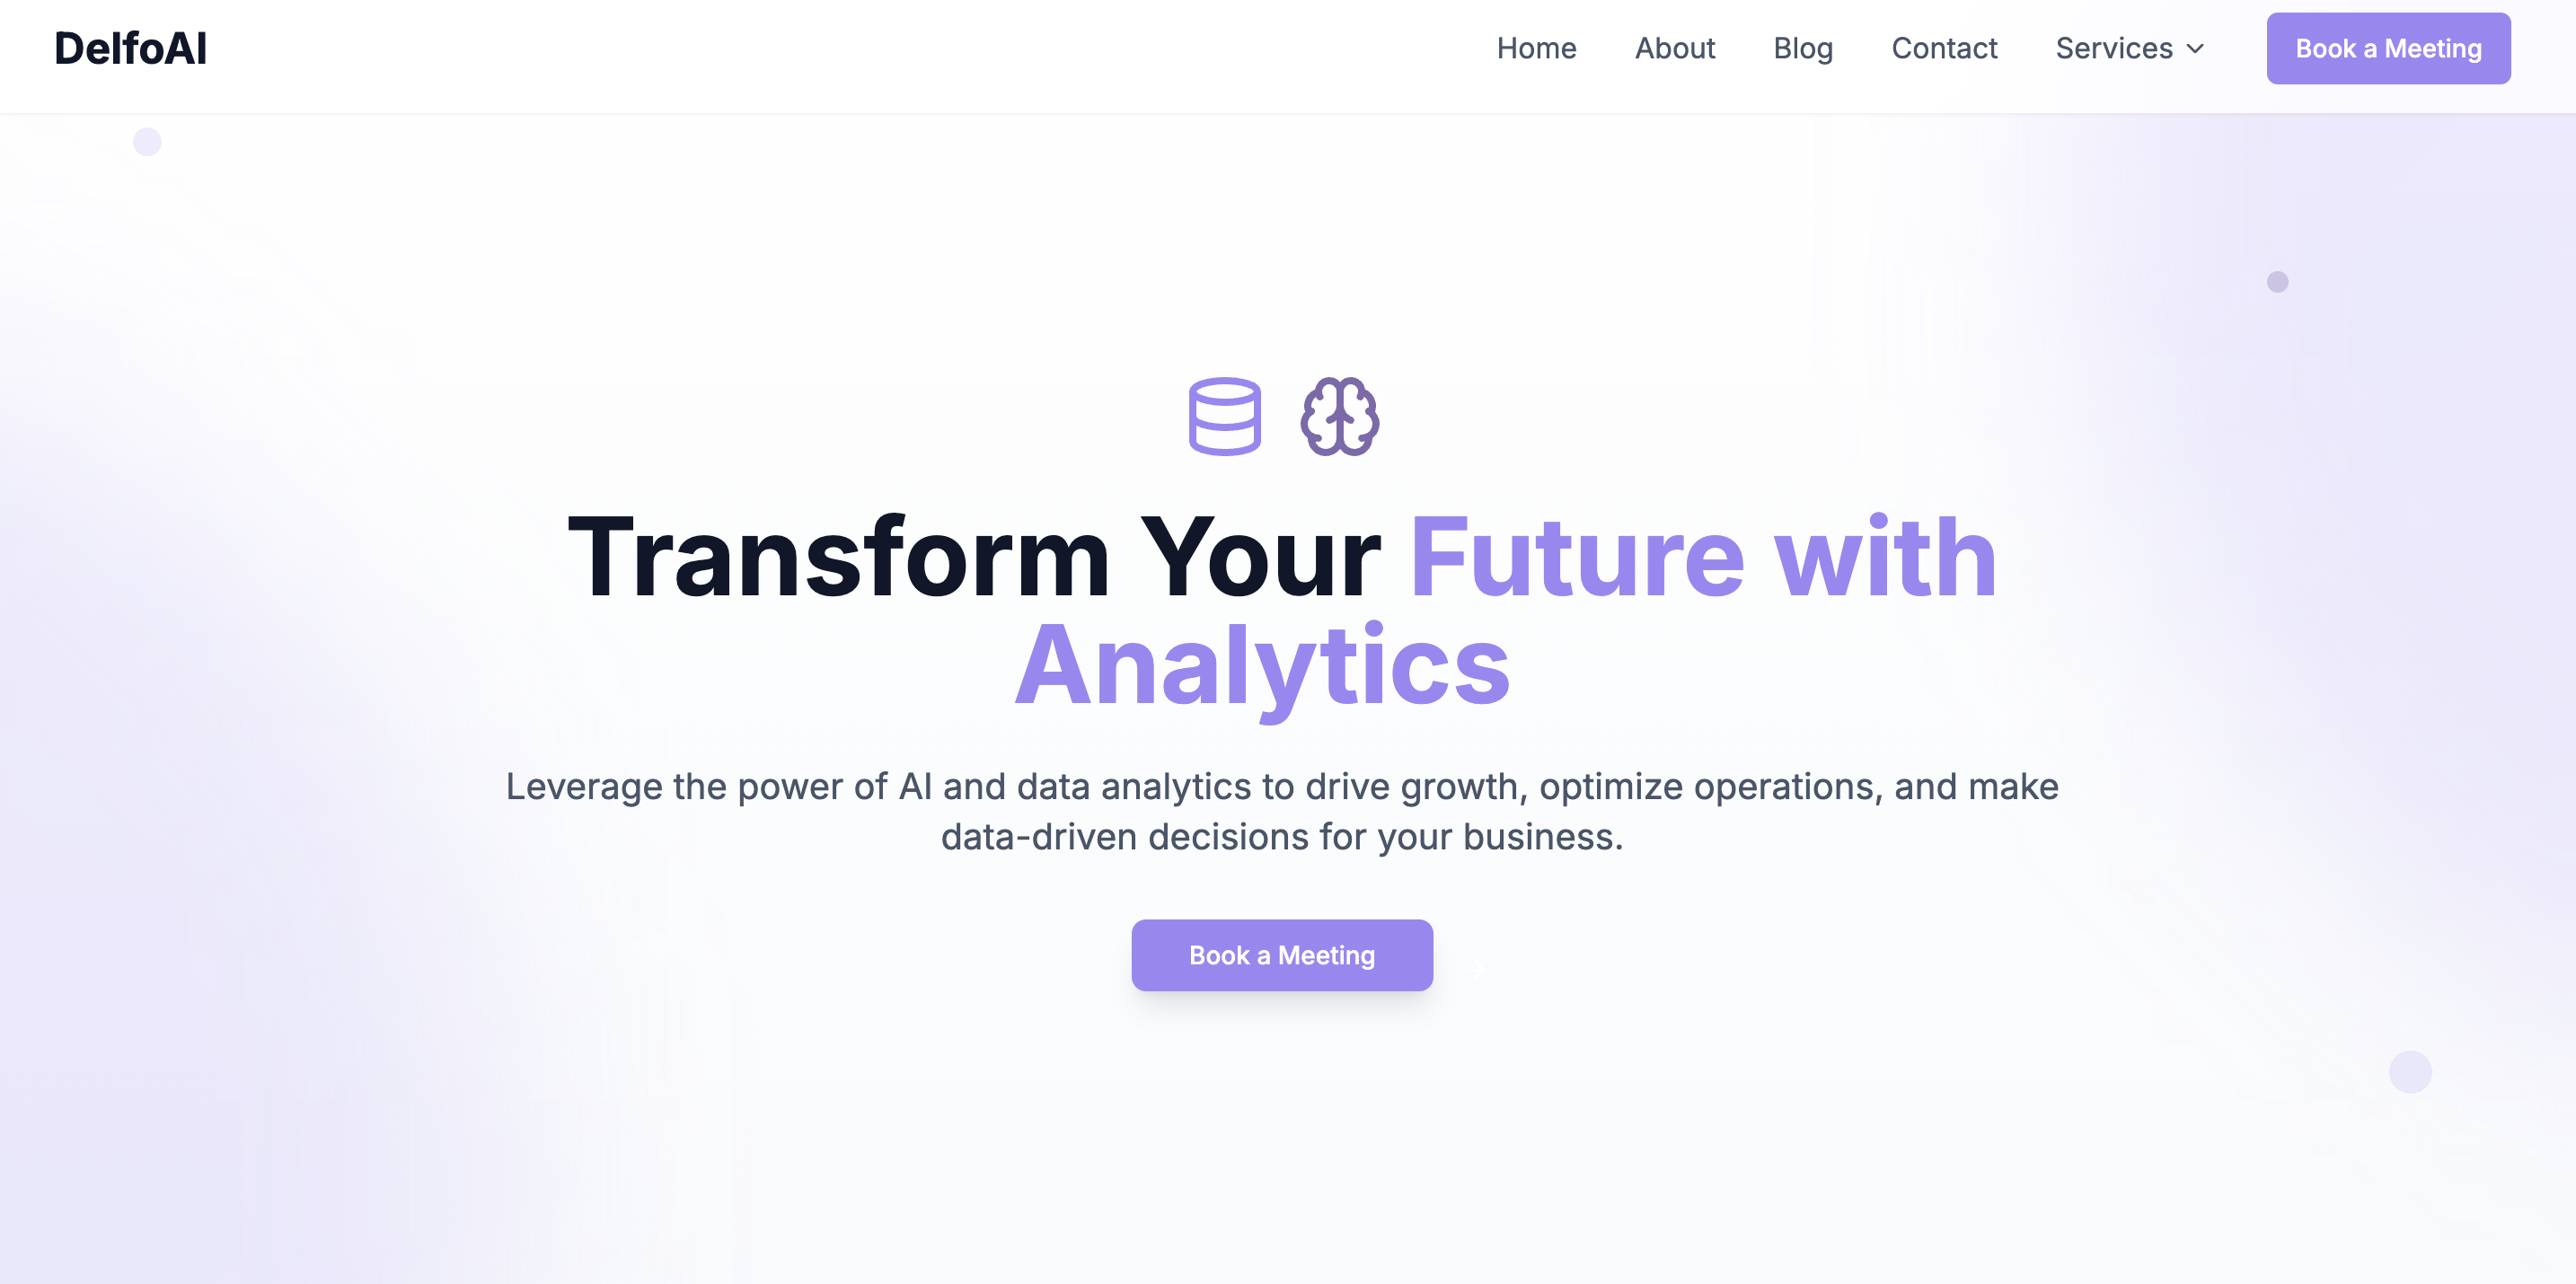 DelfoAI
Home
About
Blog
Contact
Services
Book a Meeting
Transform Your Future with
Analytics
Leverage the power of AI and data analytics to drive growth, optimize operations, and make
data-driven decisions for your business.
Book a Meeting